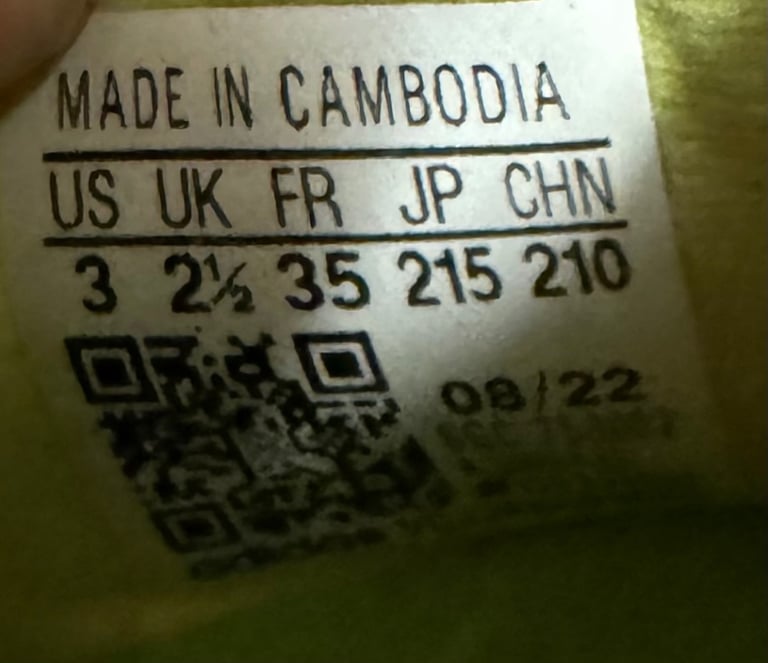 MADE IN CAMBODIA
US UK FR JP CHN
3 2½ 35 215 210
08/22